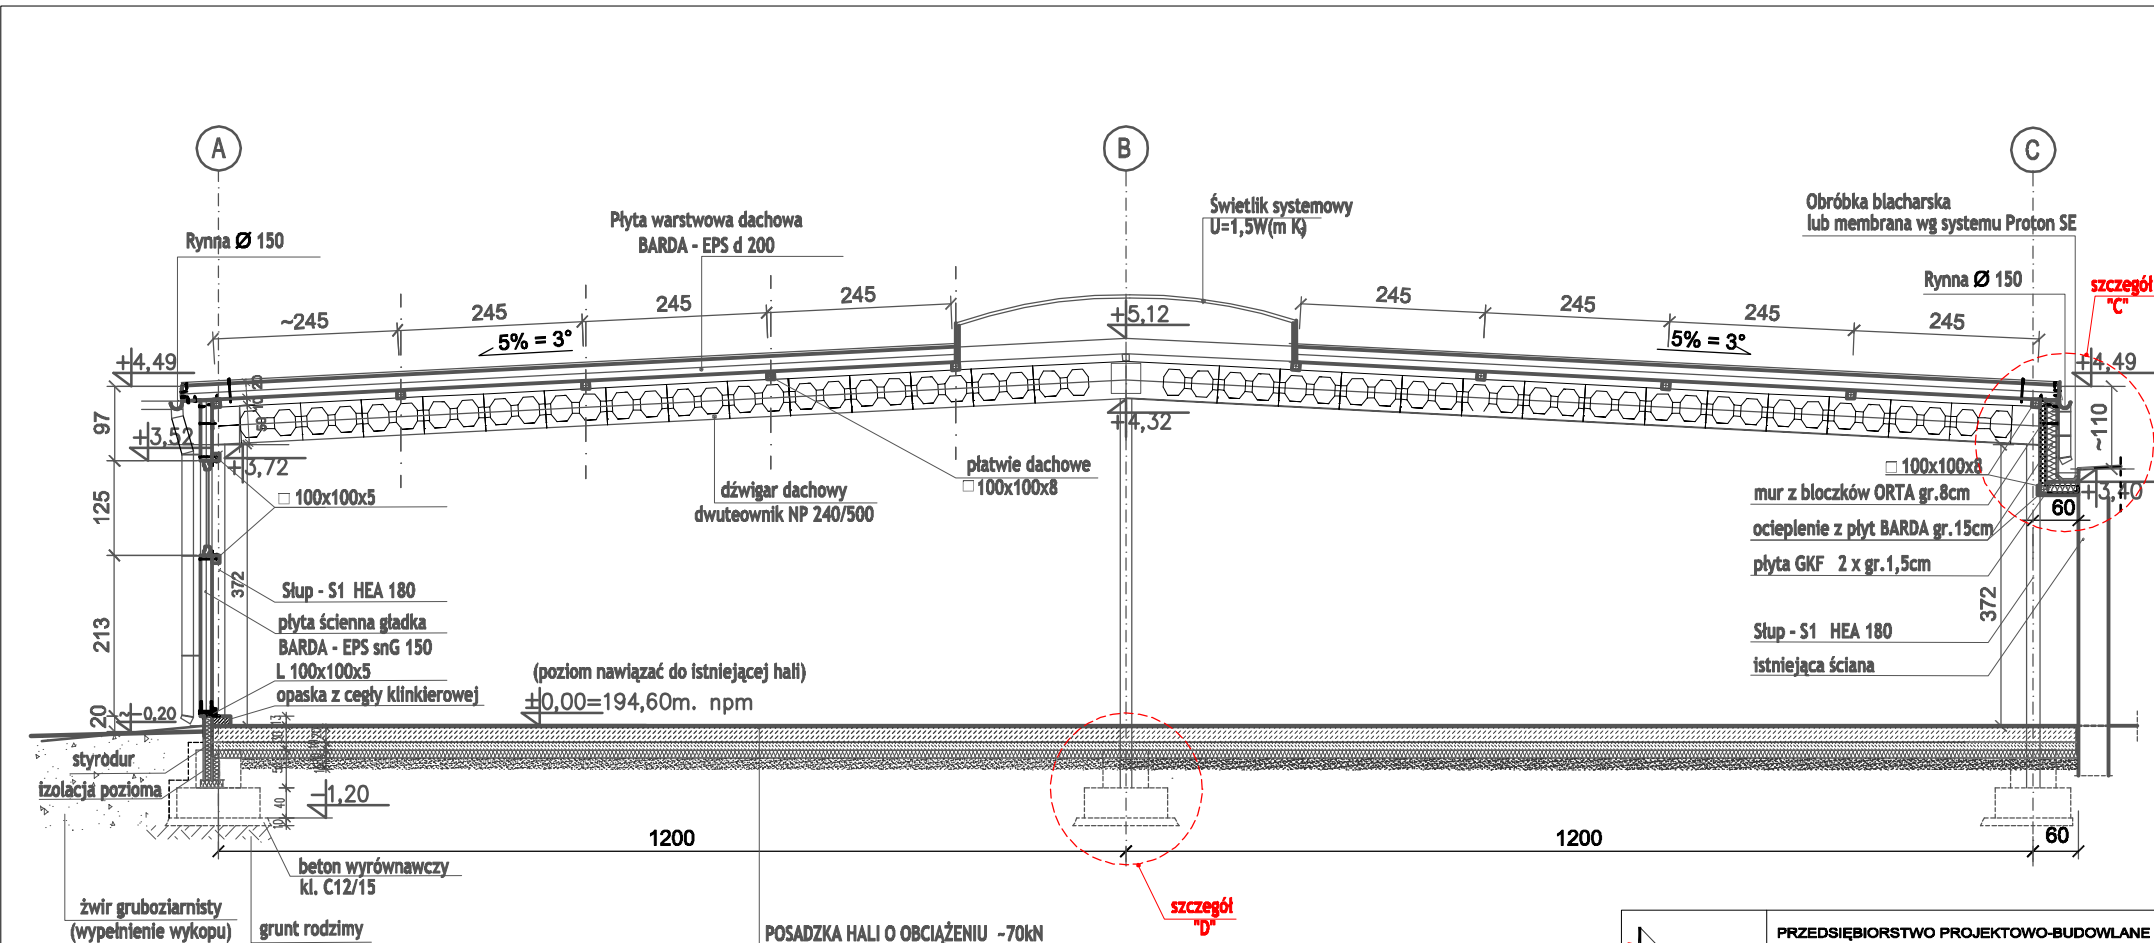 A
B
C
Rynna Ø 150
Płyta warstwowa dachowa
BARDA - EPS d 200
Świetlik systemowy
U=1,5W(m K)
Obróbka blacharska
lub membrana wg systemu Proton SE
Rynna Ø 150
szczegół
"C"
~245
245
245
245
245
245
245
245
5% = 3°
5% = 3°
+5,12
+4,32
+4,49
+4,49
97
+3,52
+3,72
20
10
~110
+3,40
60
125
□ 100x100x5
płatwie dachowe
□ 100x100x8
dźwigar dachowy
dwuteownik NP 240/500
□ 100x100x8
mur z bloczków ORTA gr.8cm
ocieplenie z płyt BARDA gr.15cm
płyta GKF 2 x gr.1,5cm
372
372
213
Słup - S1 HEA 180
płyta ścienna gładka
BARDA - EPS snG 150
L 100x100x5
opaska z cegły klinkierowej
Słup - S1 HEA 180
istniejąca ściana
(poziom nawiązać do istniejącej hali)
±0,00=194,60m. npm
20
-0,20
13
styrodur
izolacja pozioma
40
10
-1,20
1200
1200
60
beton wyrównawczy
kl. C12/15
żwir gruboziarnisty
(wypełnienie wykopu)
grunt rodzimy
szczegół
"D"
POSADZKA HALI O OBCIĄŻENIU ~70kN
PRZEDSIĘBIORSTWO PROJEKTOWO-BUDOWLANE